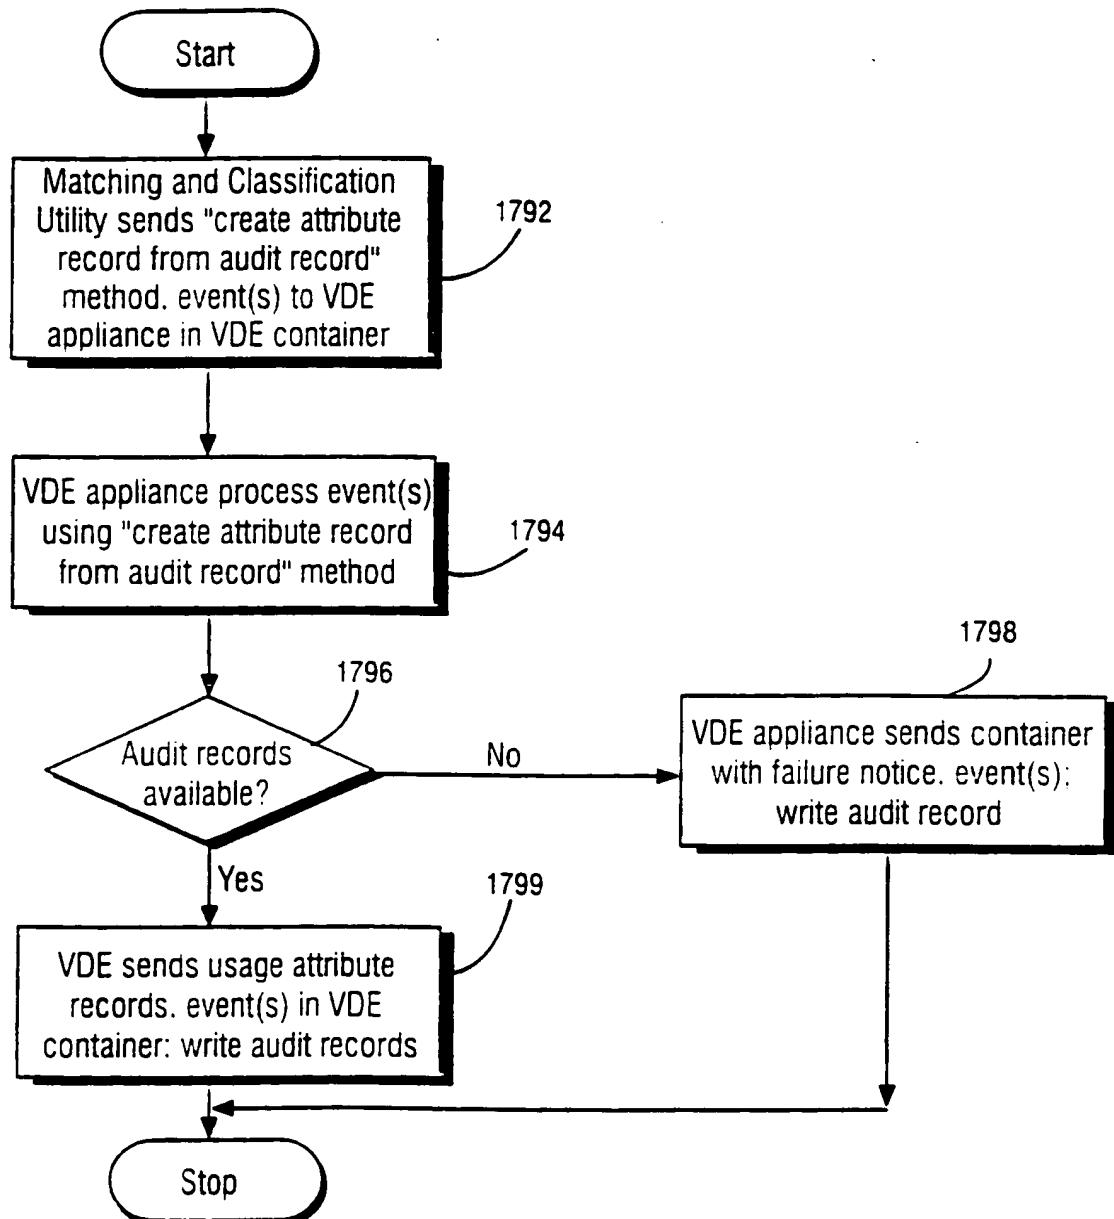 Start
Matching and Classification
Utility sends "create attribute
record from audit record"
method. event(s) to VDE
appliance in VDE container
1792
VDE appliance process event(s)
using "create attribute record
from audit record" method
1794
1796
Audit records
available?
No
1798
VDE appliance sends container
with failure notice. event(s);
write audit record
Yes
1799
VDE sends usage attribute
records. event(s) in VDE
container: write audit records
Stop